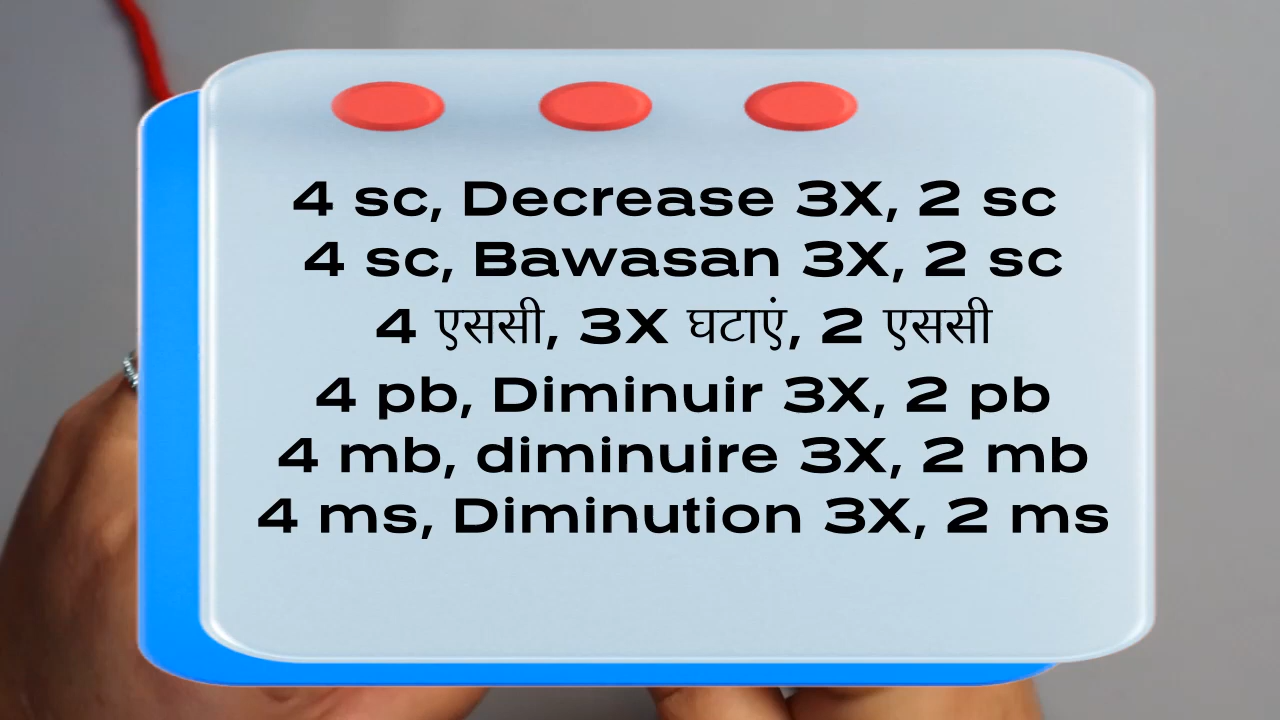 4 sc, Decrease 3X, 2 sc
4 sc, Bawasan 3X, 2 sc
4 एससी, 3X घटाएं, 2 एससी
4 pb, Diminuir 3X, 2 pb
4 mb, diminuire 3X, 2 mb
4 ms, Diminution 3X, 2 ms